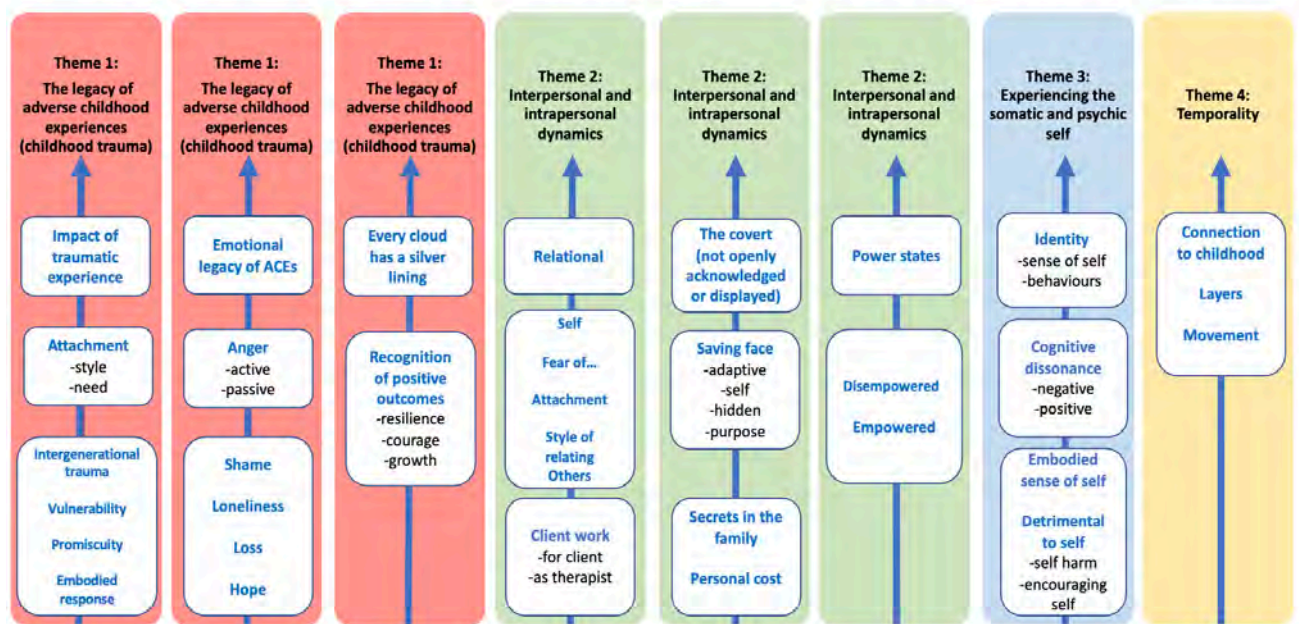 Theme 1:
The legacy of
adverse childhood
experiences
(childhood trauma)
Impact of
traumatic
experience
Attachment
-style
-need
Intergenerational
trauma
Vulnerability
Promiscuity
Embodied
response
Theme 1:
The legacy of
adverse childhood
experiences
(childhood trauma)
Emotional
legacy of ACEs
Anger
-active
-passive
Shame
Loneliness
Loss
Hope
Theme 1:
The legacy of
adverse childhood
experiences
(childhood trauma)
Every cloud
has a silver
lining
Recognition
of positive
outcomes
-resilience
-courage
-growth
Theme 2:
Interpersonal and
intrapersonal
dynamics
Relational
Self
Fear of...
Attachment
Style of
relating
Others
Client work
-for client
-as therapist
Theme 2:
Interpersonal and
intrapersonal
dynamics
The covert
(not openly
acknowledged
or displayed)
Saving face
-adaptive
-self
-hidden
-purpose
Secrets in the
family
Personal cost
Theme 2:
Interpersonal and
intrapersonal
dynamics
Power states
Disempowered
Empowered
Theme 3:
Experiencing the
somatic and psychic
self
Identity
-sense of self
-behaviours
Cognitive
dissonance
-negative
-positive
Embodied
sense of self
Detrimental
to self
-self harm
-encouraging
self
Theme 4:
Temporality
Connection
to childhood
Layers
Movement